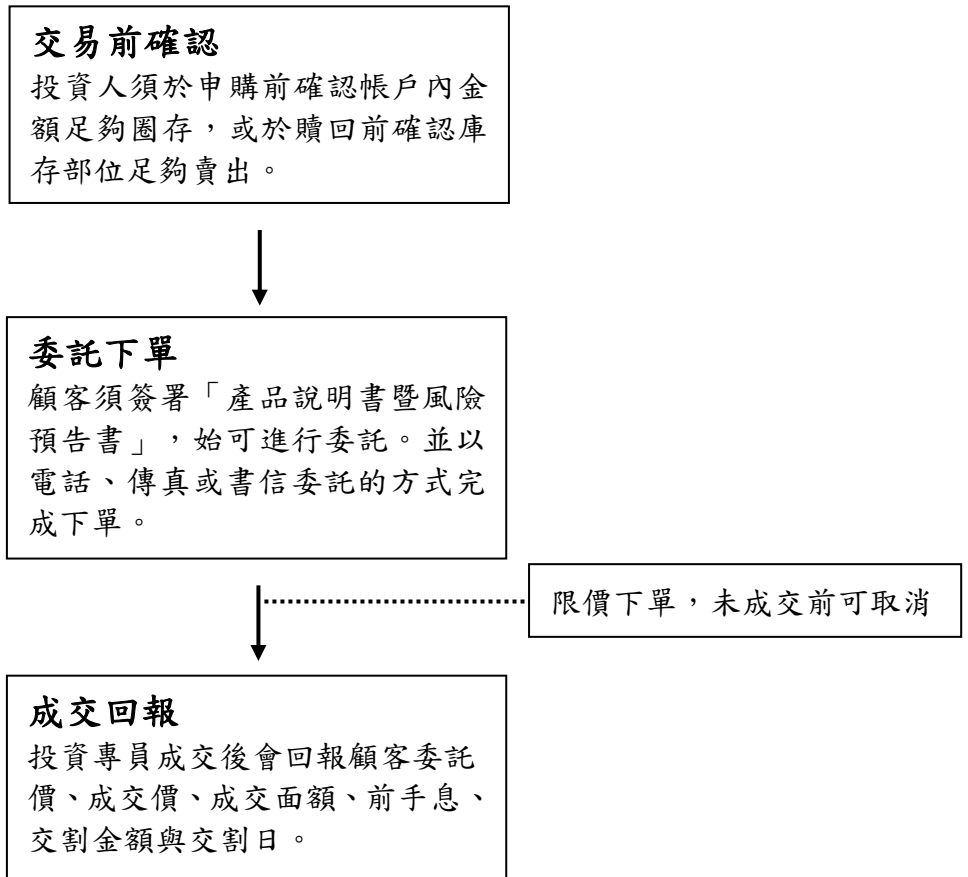 交易前確認
投資人須於申購前確認帳戶內金
額足夠圈存，或於贖回前確認庫
存部位足夠賣出。
委託下單
顧客須簽署「產品說明書暨風險
預告書」，始可進行委託。並以
電話、傳真或書信委託的方式完
成下單。
限價下單，未成交前可取消
成交回報
投資專員成交後會回報顧客委託
價、成交價、成交面額、前手息、
交割金額與交割日。